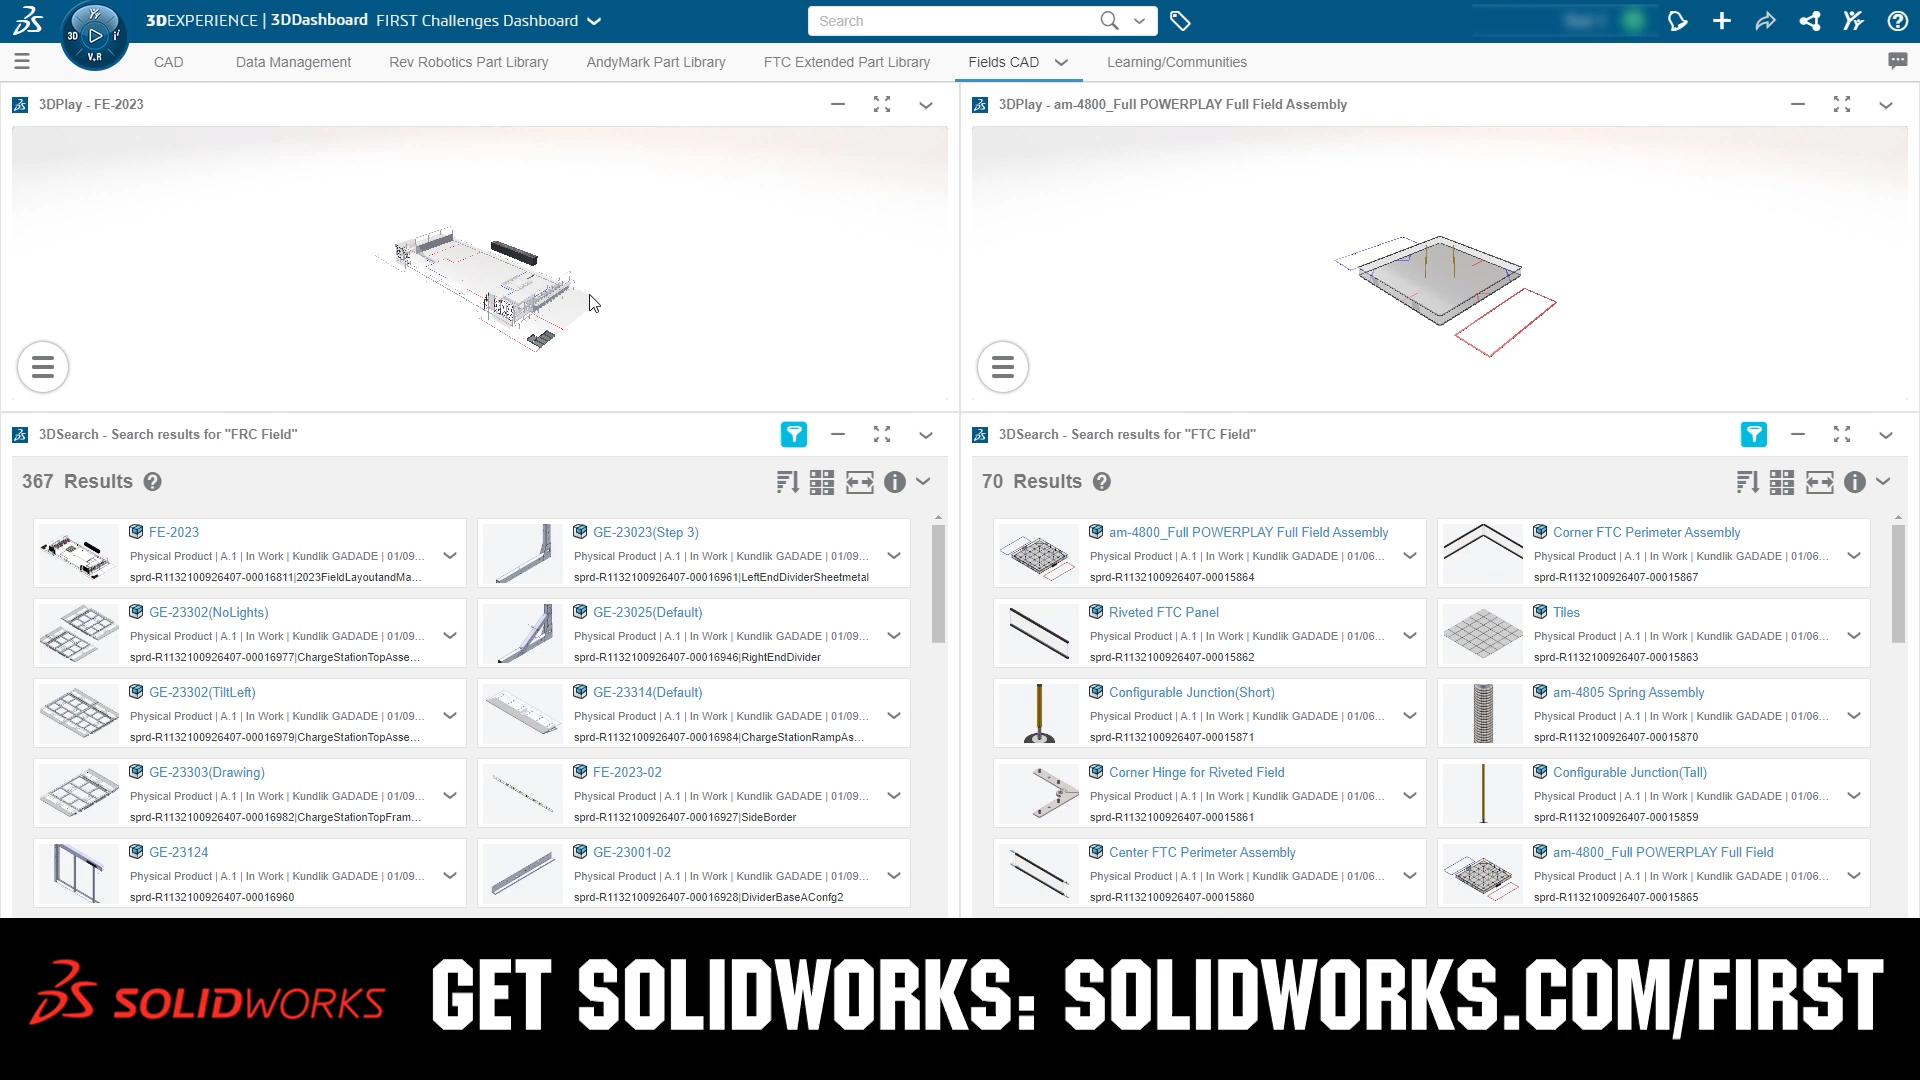 3DEXPERIENCE | 3DDashboard FIRST Challenges Dashboard
Search
3D
V.R
CAD
Data Management
Rev Robotics Part Library
AndyMark Part Library
FTC Extended Part Library
Fields CAD
Learning/Communities
3DPlay - FE-2023
3DPlay - am-4800_Full POWERPLAY Full Field Assembly
3DSearch - Search results for "FRC Field"
367 Results
FE-2023
Physical Product | A.1 | In Work | Kundlik GADADE | 01/09...
sprd-R1132100926407-00016811|2023FieldLayoutandMa...
GE-23023(Step 3)
Physical Product | A.1 | In Work | Kundlik GADADE | 01/09...
sprd-R1132100926407-00016961|LeftEndDividerSheetmetal
GE-23302(NoLights)
Physical Product | A.1 | In Work | Kundlik GADADE | 01/09...
sprd-R1132100926407-00016977|ChargeStationTopAsse...
GE-23025(Default)
Physical Product | A.1 | In Work | Kundlik GADADE | 01/09...
sprd-R1132100926407-00016946|RightEndDivider
GE-23302(TiltLeft)
Physical Product | A.1 | In Work | Kundlik GADADE | 01/09...
sprd-R1132100926407-00016979|ChargeStationTopAsse...
GE-23314(Default)
Physical Product | A.1 | In Work | Kundlik GADADE | 01/09...
sprd-R1132100926407-00016984|ChargeStationRampAs...
GE-23303(Drawing)
Physical Product | A.1 | In Work | Kundlik GADADE | 01/09...
sprd-R1132100926407-00016982|ChargeStationTopFram...
FE-2023-02
Physical Product | A.1 | In Work | Kundlik GADADE | 01/09...
sprd-R1132100926407-00016927|SideBorder
GE-23124
Physical Product | A.1 | In Work | Kundlik GADADE | 01/09...
sprd-R1132100926407-00016960
GE-23001-02
Physical Product | A.1 | In Work | Kundlik GADADE | 01/09...
sprd-R1132100926407-00016928|DividerBaseAConfg2
3DSearch - Search results for "FTC Field"
70 Results
am-4800_Full POWERPLAY Full Field Assembly
Physical Product | A.1 | In Work | Kundlik GADADE | 01/06...
sprd-R1132100926407-00015864
Corner FTC Perimeter Assembly
Physical Product | A.1 | In Work | Kundlik GADADE | 01/06...
sprd-R1132100926407-00015867
Riveted FTC Panel
Physical Product | A.1 | In Work | Kundlik GADADE | 01/06...
sprd-R1132100926407-00015862
Tiles
Physical Product | A.1 | In Work | Kundlik GADADE | 01/06...
sprd-R1132100926407-00015863
Configurable Junction(Short)
Physical Product | A.1 | In Work | Kundlik GADADE | 01/06...
sprd-R1132100926407-00015871
am-4805 Spring Assembly
Physical Product | A.1 | In Work | Kundlik GADADE | 01/06...
sprd-R1132100926407-00015870
Corner Hinge for Riveted Field
Physical Product | A.1 | In Work | Kundlik GADADE | 01/06...
sprd-R1132100926407-00015861
Configurable Junction(Tall)
Physical Product | A.1 | In Work | Kundlik GADADE | 01/06...
sprd-R1132100926407-00015859
Center FTC Perimeter Assembly
Physical Product | A.1 | In Work | Kundlik GADADE | 01/06...
sprd-R1132100926407-00015860
am-4800_Full POWERPLAY Full Field
Physical Product | A.1 | In Work | Kundlik GADADE | 01/06...
sprd-R1132100926407-00015865
SOLIDWORKS
GET SOLIDWORKS: SOLIDWORKS.COM/FIRST